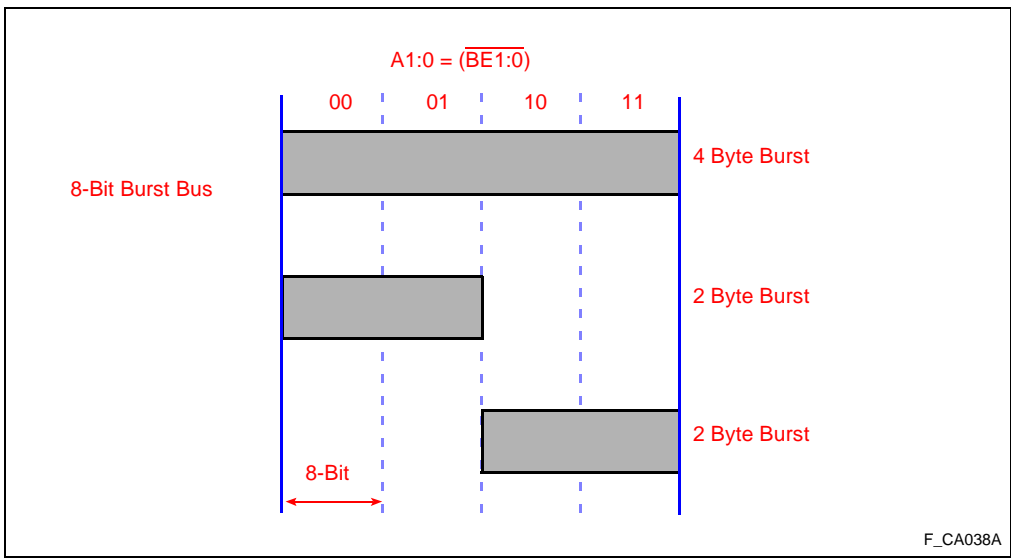 A1:0 = (BE1:0)
00 01 10 11
4 Byte Burst
8-Bit Burst Bus
2 Byte Burst
2 Byte Burst
8-Bit
F_CA038A